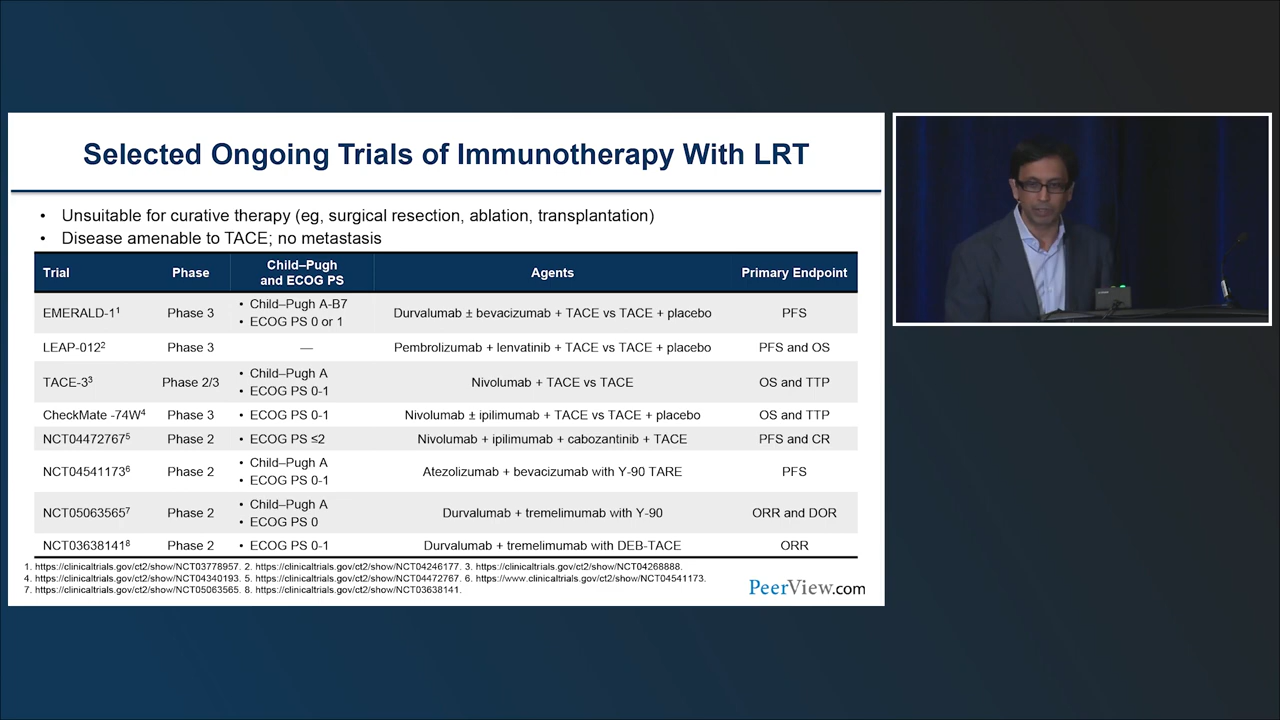 Selected Ongoing Trials of Immunotherapy With LRT
• Unsuitable for curative therapy (eg, surgical resection, ablation, transplantation)
• Disease amenable to TACE; no metastasis
Trial Phase Child–Pugh and ECOG PS Agents Primary Endpoint
EMERALD-1¹ Phase 3 • Child–Pugh A-B7 • ECOG PS 0 or 1 Durvalumab ± bevacizumab + TACE vs TACE + placebo PFS
LEAP-012² Phase 3 — Pembrolizumab + lenvatinib + TACE vs TACE + placebo PFS and OS
TACE-3³ Phase 2/3 • Child–Pugh A • ECOG PS 0-1 Nivolumab + TACE vs TACE OS and TTP
CheckMate -74W⁴ Phase 3 • ECOG PS 0-1 Nivolumab ± ipilimumab + TACE vs TACE + placebo OS and TTP
NCT04472767⁵ Phase 2 • ECOG PS ≤2 Nivolumab + ipilimumab + cabozantinib + TACE PFS and CR
NCT04541173⁶ Phase 2 • Child–Pugh A • ECOG PS 0-1 Atezolizumab + bevacizumab with Y-90 TARE PFS
NCT05063565⁷ Phase 2 • Child–Pugh A • ECOG PS 0 Durvalumab + tremelimumab with Y-90 ORR and DOR
NCT03638141⁸ Phase 2 • ECOG PS 0-1 Durvalumab + tremelimumab with DEB-TACE ORR
1. https://clinicaltrials.gov/ct2/show/NCT03778957. 2. https://clinicaltrials.gov/ct2/show/NCT04246177. 3. https://clinicaltrials.gov/ct2/show/NCT04268888.
4. https://clinicaltrials.gov/ct2/show/NCT04340193. 5. https://clinicaltrials.gov/ct2/show/NCT04472767. 6. https://www.clinicaltrials.gov/ct2/show/NCT04541173.
7. https://clinicaltrials.gov/ct2/show/NCT05063565. 8. https://clinicaltrials.gov/ct2/show/NCT03638141.
PeerView.com